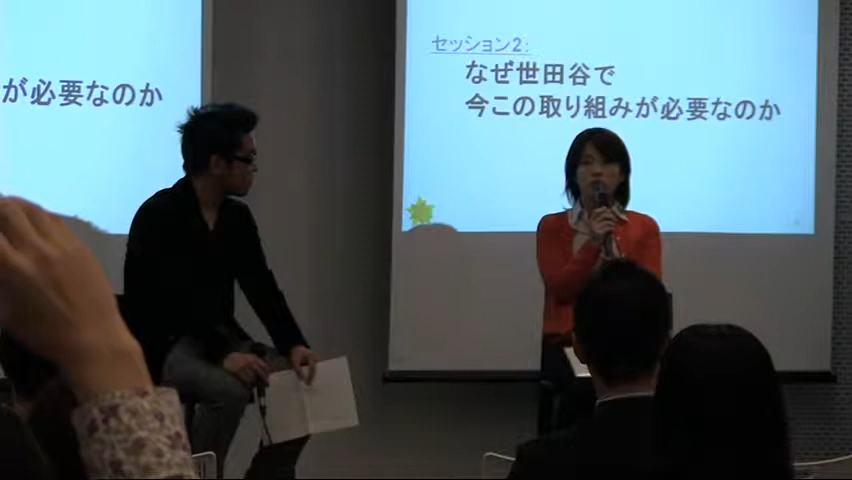 が必要なのか
セッション2:
なぜ世田谷で
今この取り組みが必要なのか